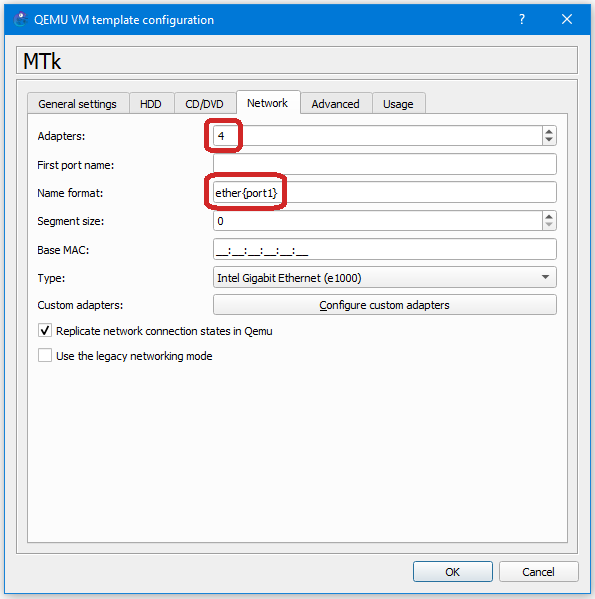 QEMU VM template configuration
MTk
General settings HDD CD/DVD Network Advanced Usage
Adapters: 4
First port name:
Name format: ether{port1}
Segment size: 0
Base MAC: __:__:__:__:__:__
Type: Intel Gigabit Ethernet (e1000)
Custom adapters: Configure custom adapters
Replicate network connection states in Qemu
Use the legacy networking mode
OK Cancel